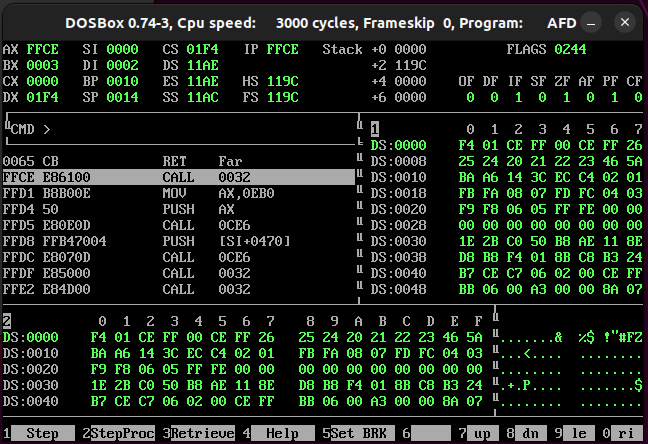 DOSBox 0.74-3, Cpu speed: 3000 cycles, Frameskip 0, Program: AFD
AX FFCE SI 0000 CS 01F4 IP FFCE Stack +0 0000 FLAGS 0244
BX 0003 DI 0002 DS 11AE +2 119C
CX 0000 BP 0010 ES 11AE HS 119C +4 0000 OF DF IF SF ZF AF PF CF
DX 01F4 SP 0014 SS 11AC FS 119C +6 0000 0 0 1 0 1 0 1 0
CMD > 1 0 1 2 3 4 5 6 7
DS:0000 F4 01 CE FF 00 CE FF 26
0065 CB RET Far DS:0008 25 24 20 21 22 23 46 5A
FFCE E86100 CALL 0032 DS:0010 BA A6 14 3C EC C4 02 01
FFD1 B8B00E MOV AX,0EB0 DS:0018 FB FA 08 07 FD FC 04 03
FFD4 50 PUSH AX DS:0020 F9 F8 06 05 FF FE 00 00
FFD5 E80E0D CALL 0CE6 DS:0028 00 00 00 00 00 00 00 00
FFD8 FFB47004 PUSH [SI+0470] DS:0030 1E 2B C0 50 B8 AE 11 8E
FFDC E8070D CALL 0CE6 DS:0038 D8 B8 F4 01 8B C8 B3 24
FFDF E85000 CALL 0032 DS:0040 B7 CE C7 06 02 00 CE FF
FFE2 E84D00 CALL 0032 DS:0048 BB 06 00 A3 00 00 8A 07
2 0 1 2 3 4 5 6 7 8 9 A B C D E F
DS:0000 F4 01 CE FF 00 CE FF 26 25 24 20 21 22 23 46 5A .......& %$ !"#FZ
DS:0010 BA A6 14 3C EC C4 02 01 FB FA 08 07 FD FC 04 03 ...<.... ........
DS:0020 F9 F8 06 05 FF FE 00 00 00 00 00 00 00 00 00 00 ........ ........
DS:0030 1E 2B C0 50 B8 AE 11 8E D8 B8 F4 01 8B C8 B3 24 .+.P.... .......$
DS:0040 B7 CE C7 06 02 00 CE FF BB 06 00 A3 00 00 8A 07 ........ ........
1 Step 2 StepProc 3 Retrieve 4 Help 5 Set BRK 6 7 up 8 dn 9 le 0 ri